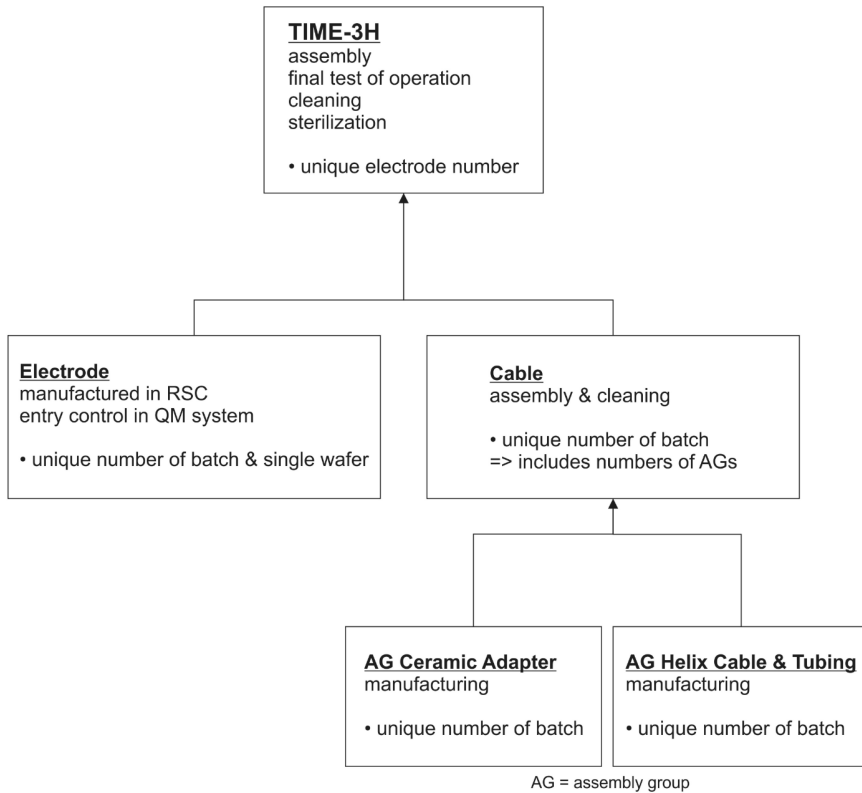 TIME-3H
assembly
final test of operation
cleaning
sterilization
• unique electrode number
Electrode
manufactured in RSC
entry control in QM system
• unique number of batch & single wafer
Cable
assembly & cleaning
• unique number of batch
=> includes numbers of AGs
AG Ceramic Adapter
manufacturing
• unique number of batch
AG Helix Cable & Tubing
manufacturing
• unique number of batch
AG = assembly group